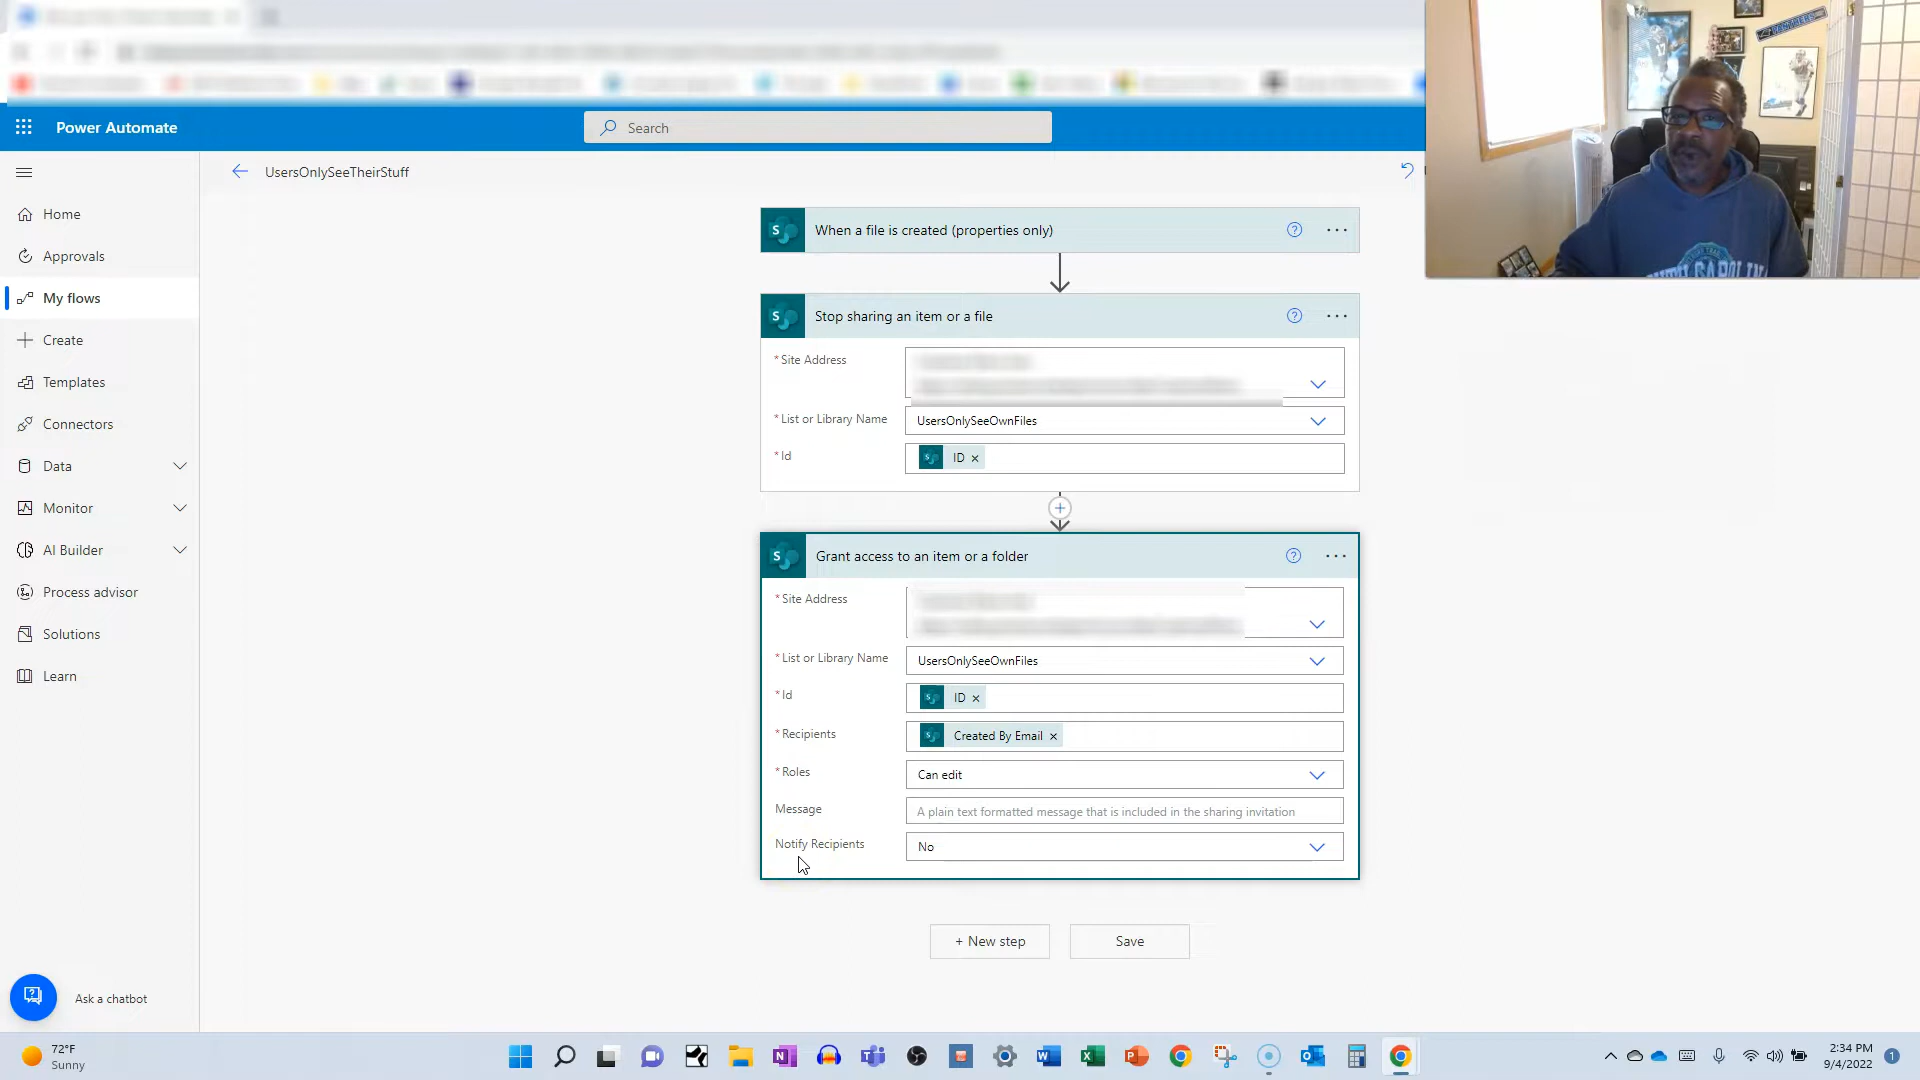 Power Automate
Search
UsersOnlySeeTheirStuff
Home
Approvals
My flows
Create
Templates
Connectors
Data
Monitor
AI Builder
Process advisor
Solutions
Learn
Ask a chatbot
When a file is created (properties only)
Stop sharing an item or a file
* Site Address
* List or Library Name
UsersOnlySeeOwnFiles
* Id
ID ×
Grant access to an item or a folder
* Site Address
* List or Library Name
UsersOnlySeeOwnFiles
* Id
ID ×
* Recipients
Created By Email ×
* Roles
Can edit
Message
A plain text formatted message that is included in the sharing invitation
Notify Recipients
No
+ New step
Save
PANTHERS
17
72°F
Sunny
2:34 PM
9/4/2022
1